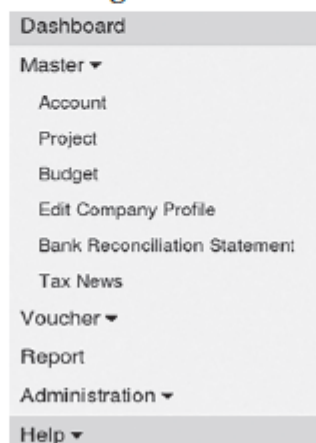 Dashboard
Master ▾
Account
Project
Budget
Edit Company Profile
Bank Reconciliation Statement
Tax News
Voucher ▾
Report
Administration ▾
Help ▾